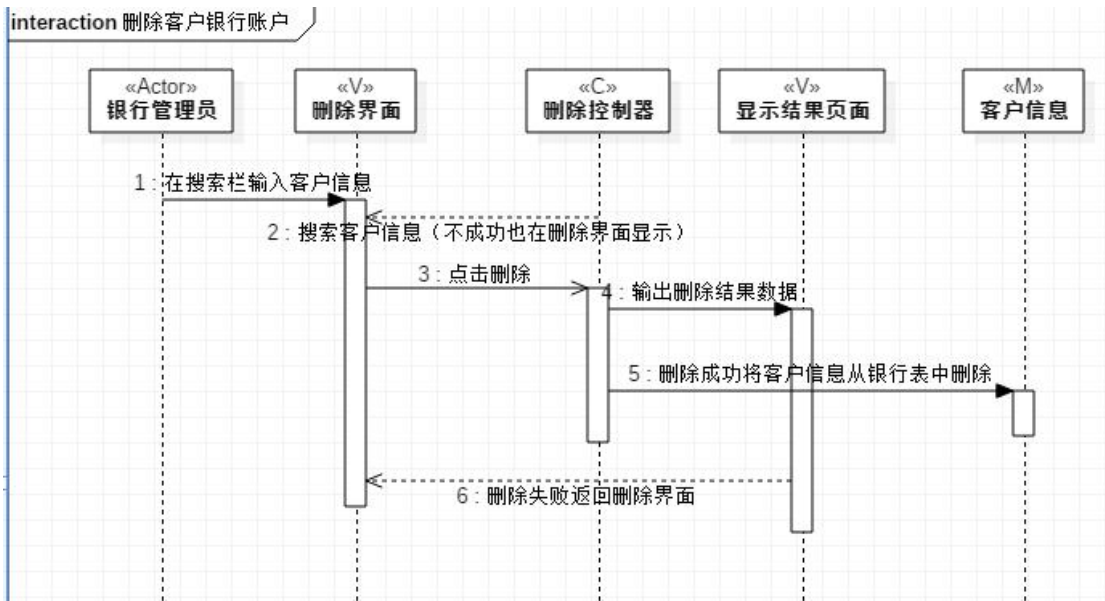 interaction 删除客户银行账户
«Actor»
银行管理员
«V»
删除界面
«C»
删除控制器
«V»
显示结果页面
«M»
客户信息
1 : 在搜索栏输入客户信息
2 : 搜索客户信息（不成功也在删除界面显示）
3 : 点击删除
4 : 输出删除结果数据
5 : 删除成功将客户信息从银行表中删除
6 : 删除失败返回删除界面